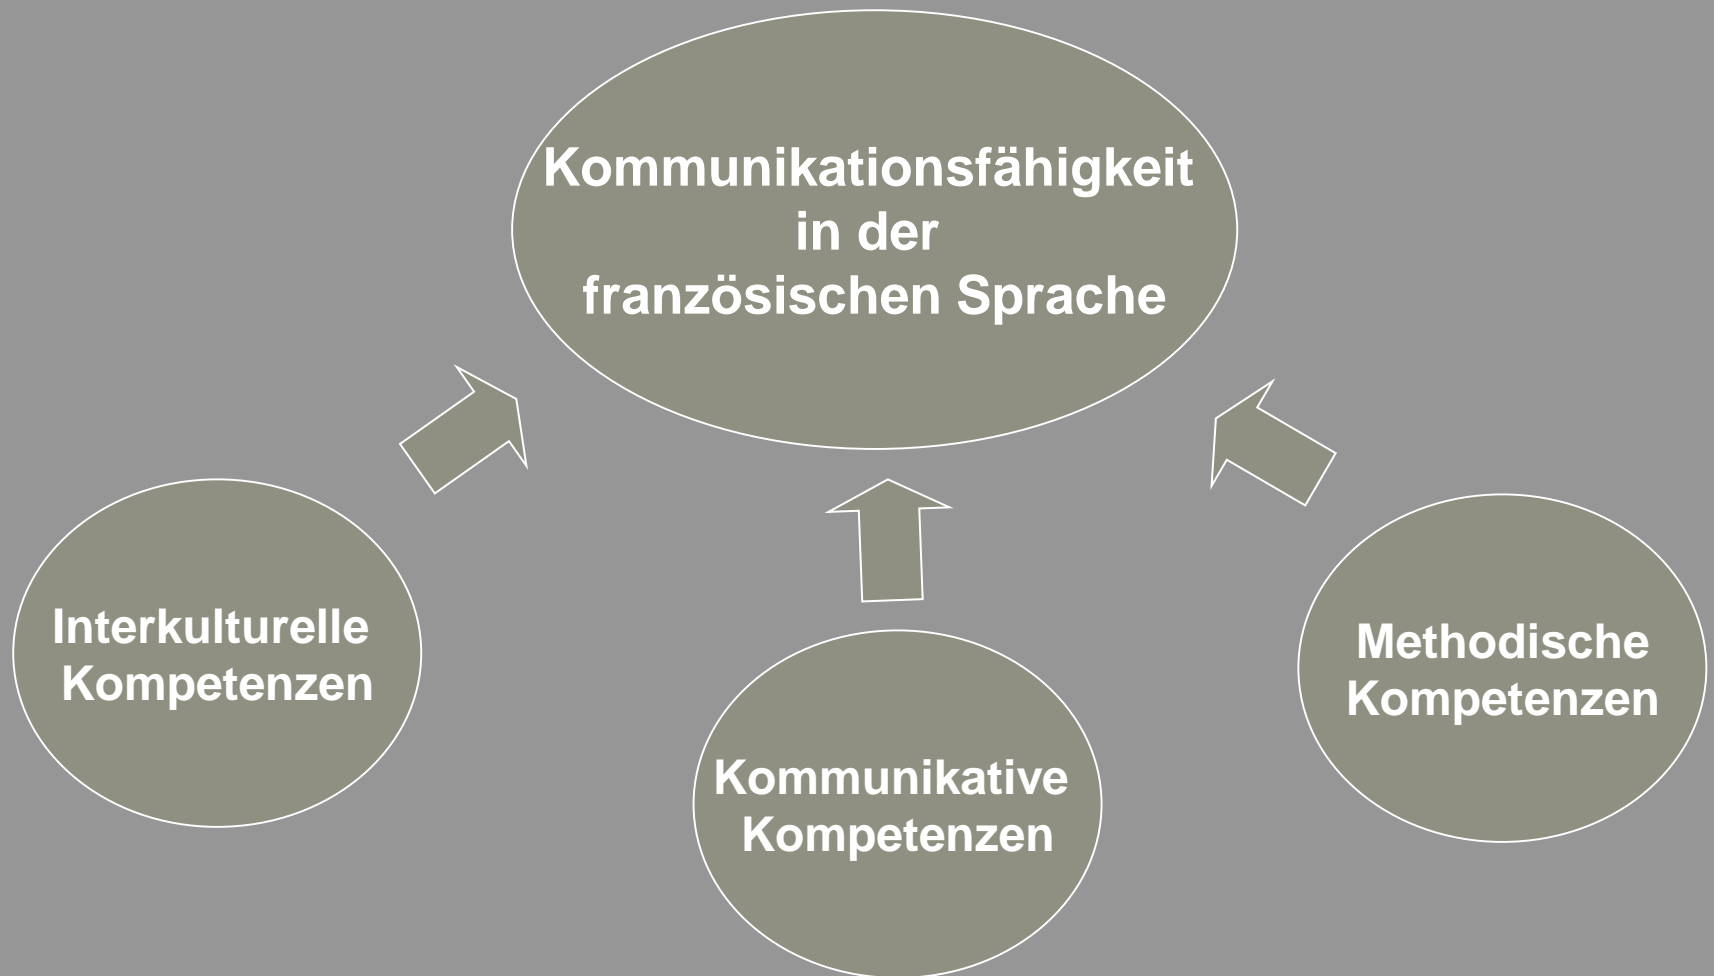 Kommunikationsfähigkeit
in der
französischen Sprache
Interkulturelle
Kompetenzen
Kommunikative
Kompetenzen
Methodische
Kompetenzen